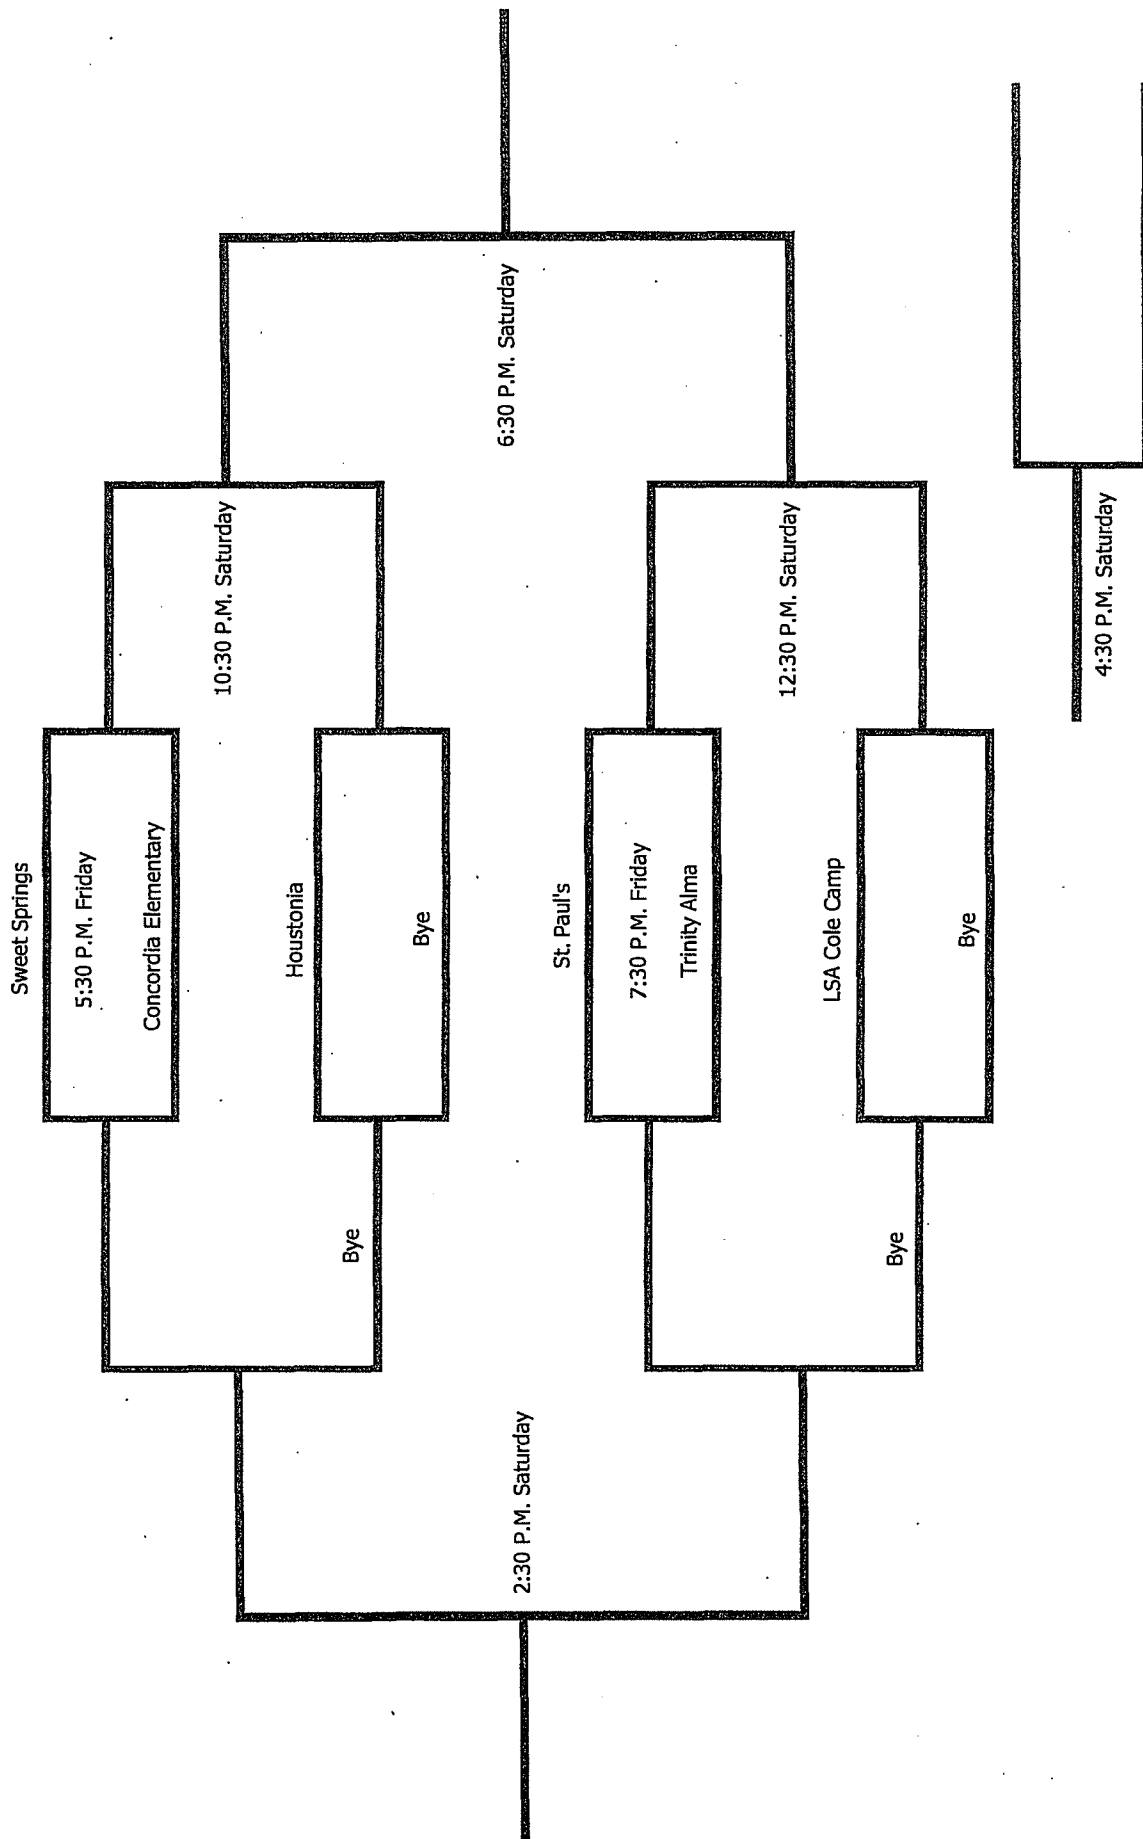 Sweet Springs
5:30 P.M. Friday
Concordia Elementary
Houstonia
Bye
St. Paul's
7:30 P.M. Friday
Trinity Alma
LSA Cole Camp
Bye
10:30 P.M. Saturday
12:30 P.M. Saturday
6:30 P.M. Saturday
4:30 P.M. Saturday
Bye
Bye
2:30 P.M. Saturday